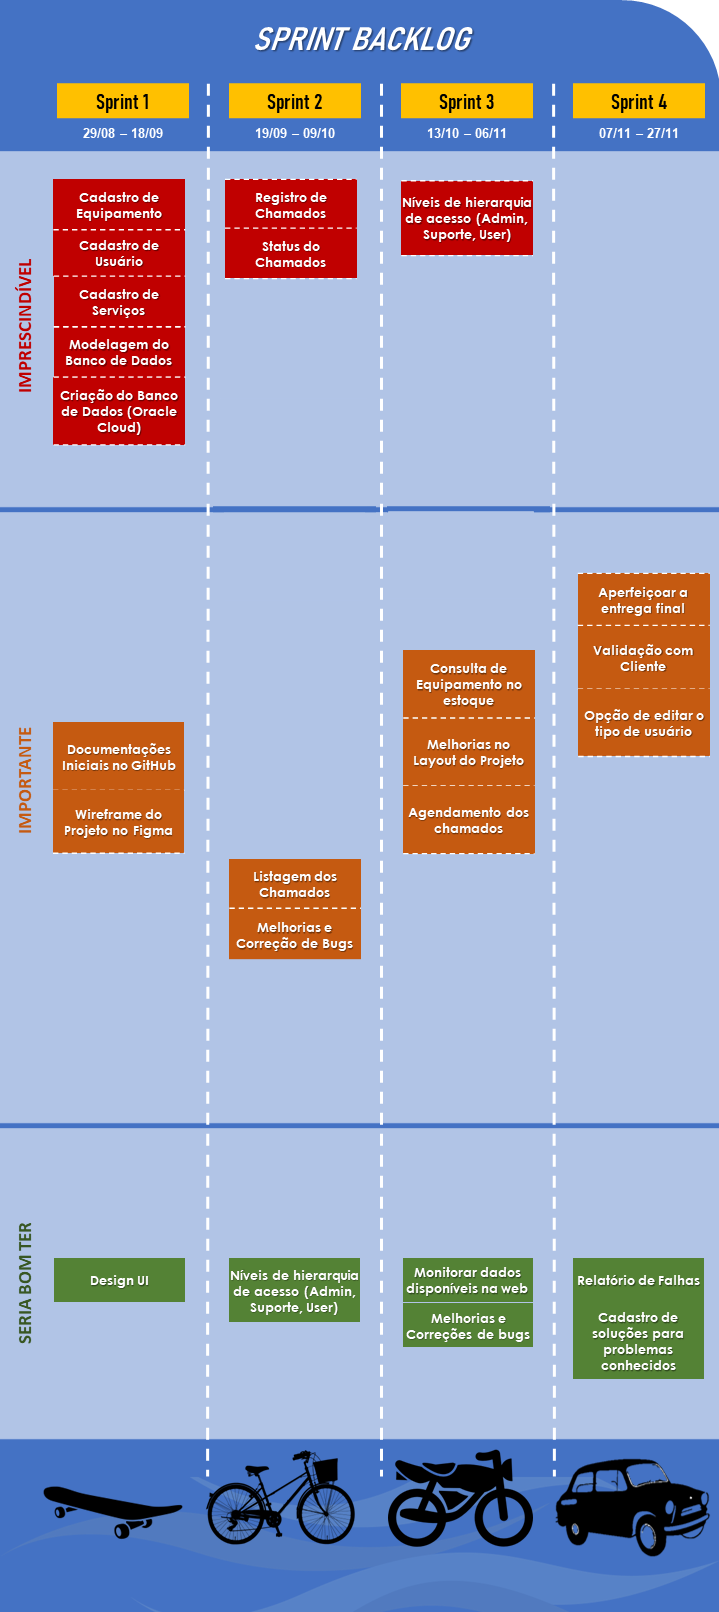 SPRINT BACKLOG
Sprint 1
Sprint 2
Sprint 3
Sprint 4
29/08 – 18/09
19/09 – 09/10
13/10 – 06/11
07/11 – 27/11
IMPRESCINDÍVEL
Cadastro de
Equipamento
Cadastro de
Usuário
Cadastro de
Serviços
Modelagem do
Banco de Dados
Criação do Banco
de Dados (Oracle
Cloud)
Registro de
Chamados
Status do
Chamados
Níveis de hierarquia
de acesso (Admin,
Suporte, User)
IMPORTANTE
Documentações
Iniciais no GitHub
Wireframe do
Projeto no Figma
Listagem dos
Chamados
Melhorias e
Correção de Bugs
Consulta de
Equipamento no
estoque
Melhorias no
Layout do Projeto
Agendamento dos
chamados
Aperfeiçoar a
entrega final
Validação com
Cliente
Opção de editar o
tipo de usuário
SERIA BOM TER
Design UI
Níveis de hierarquia
de acesso (Admin,
Suporte, User)
Monitorar dados
disponíveis na web
Melhorias e
Correções de bugs
Relatório de Falhas
Cadastro de
soluções para
problemas
conhecidos